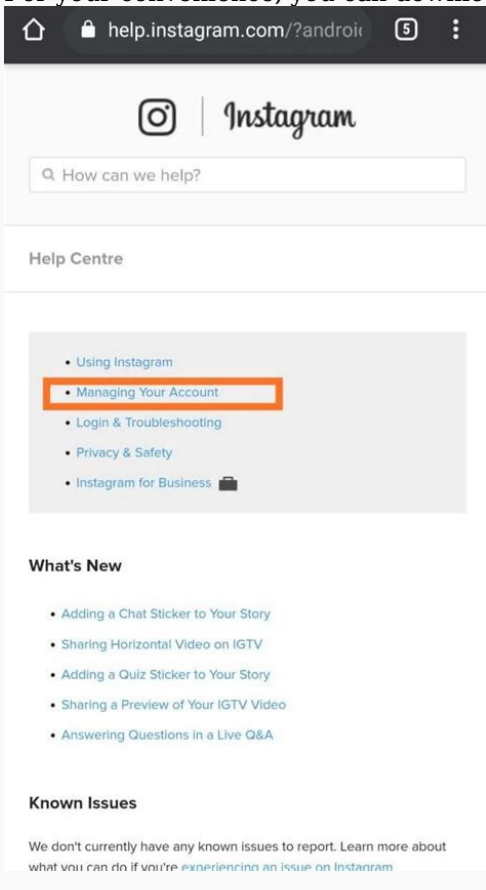 help.instagram.com/?androi
5
Instagram
How can we help?
Help Centre
• Using Instagram
• Managing Your Account
• Login & Troubleshooting
• Privacy & Safety
• Instagram for Business
What's New
• Adding a Chat Sticker to Your Story
• Sharing Horizontal Video on IGTV
• Adding a Quiz Sticker to Your Story
• Sharing a Preview of Your IGTV Video
• Answering Questions in a Live Q&A
Known Issues
We don't currently have any known issues to report. Learn more about
what you can do if you're experiencing an issue on Instagram